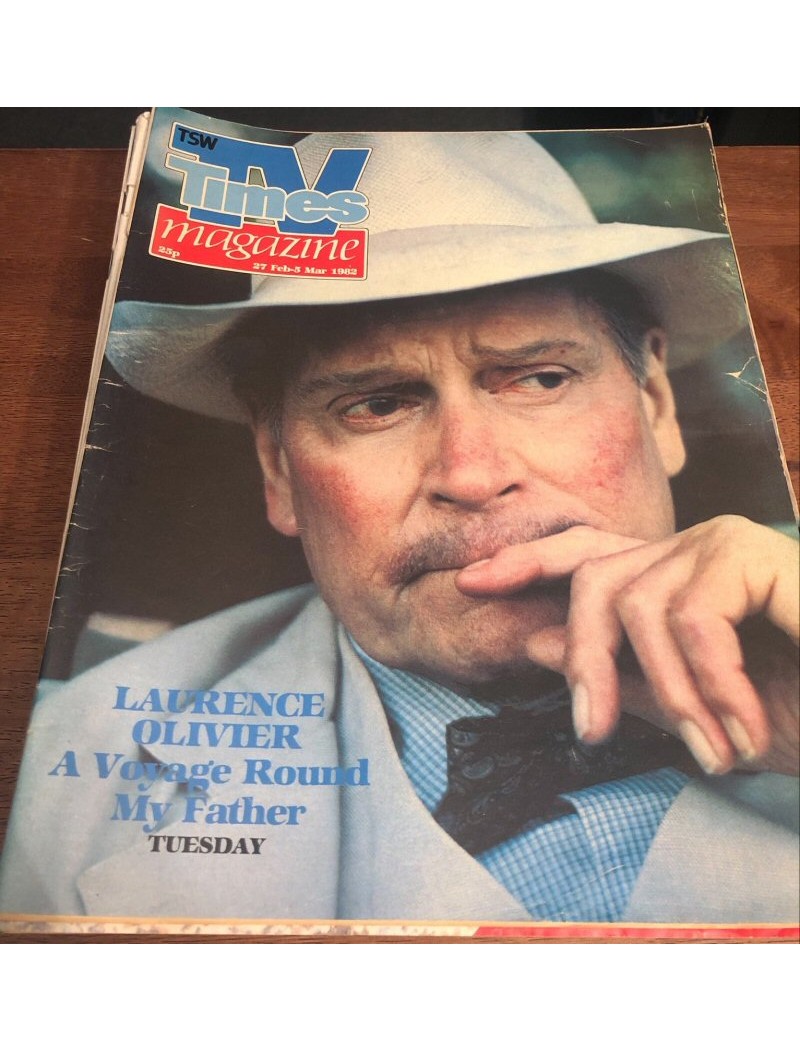 TSW
TV
Times
magazine
25p
27 Feb-5 Mar 1982
LAURENCE
OLIVIER
A Voyage Round
My Father
TUESDAY